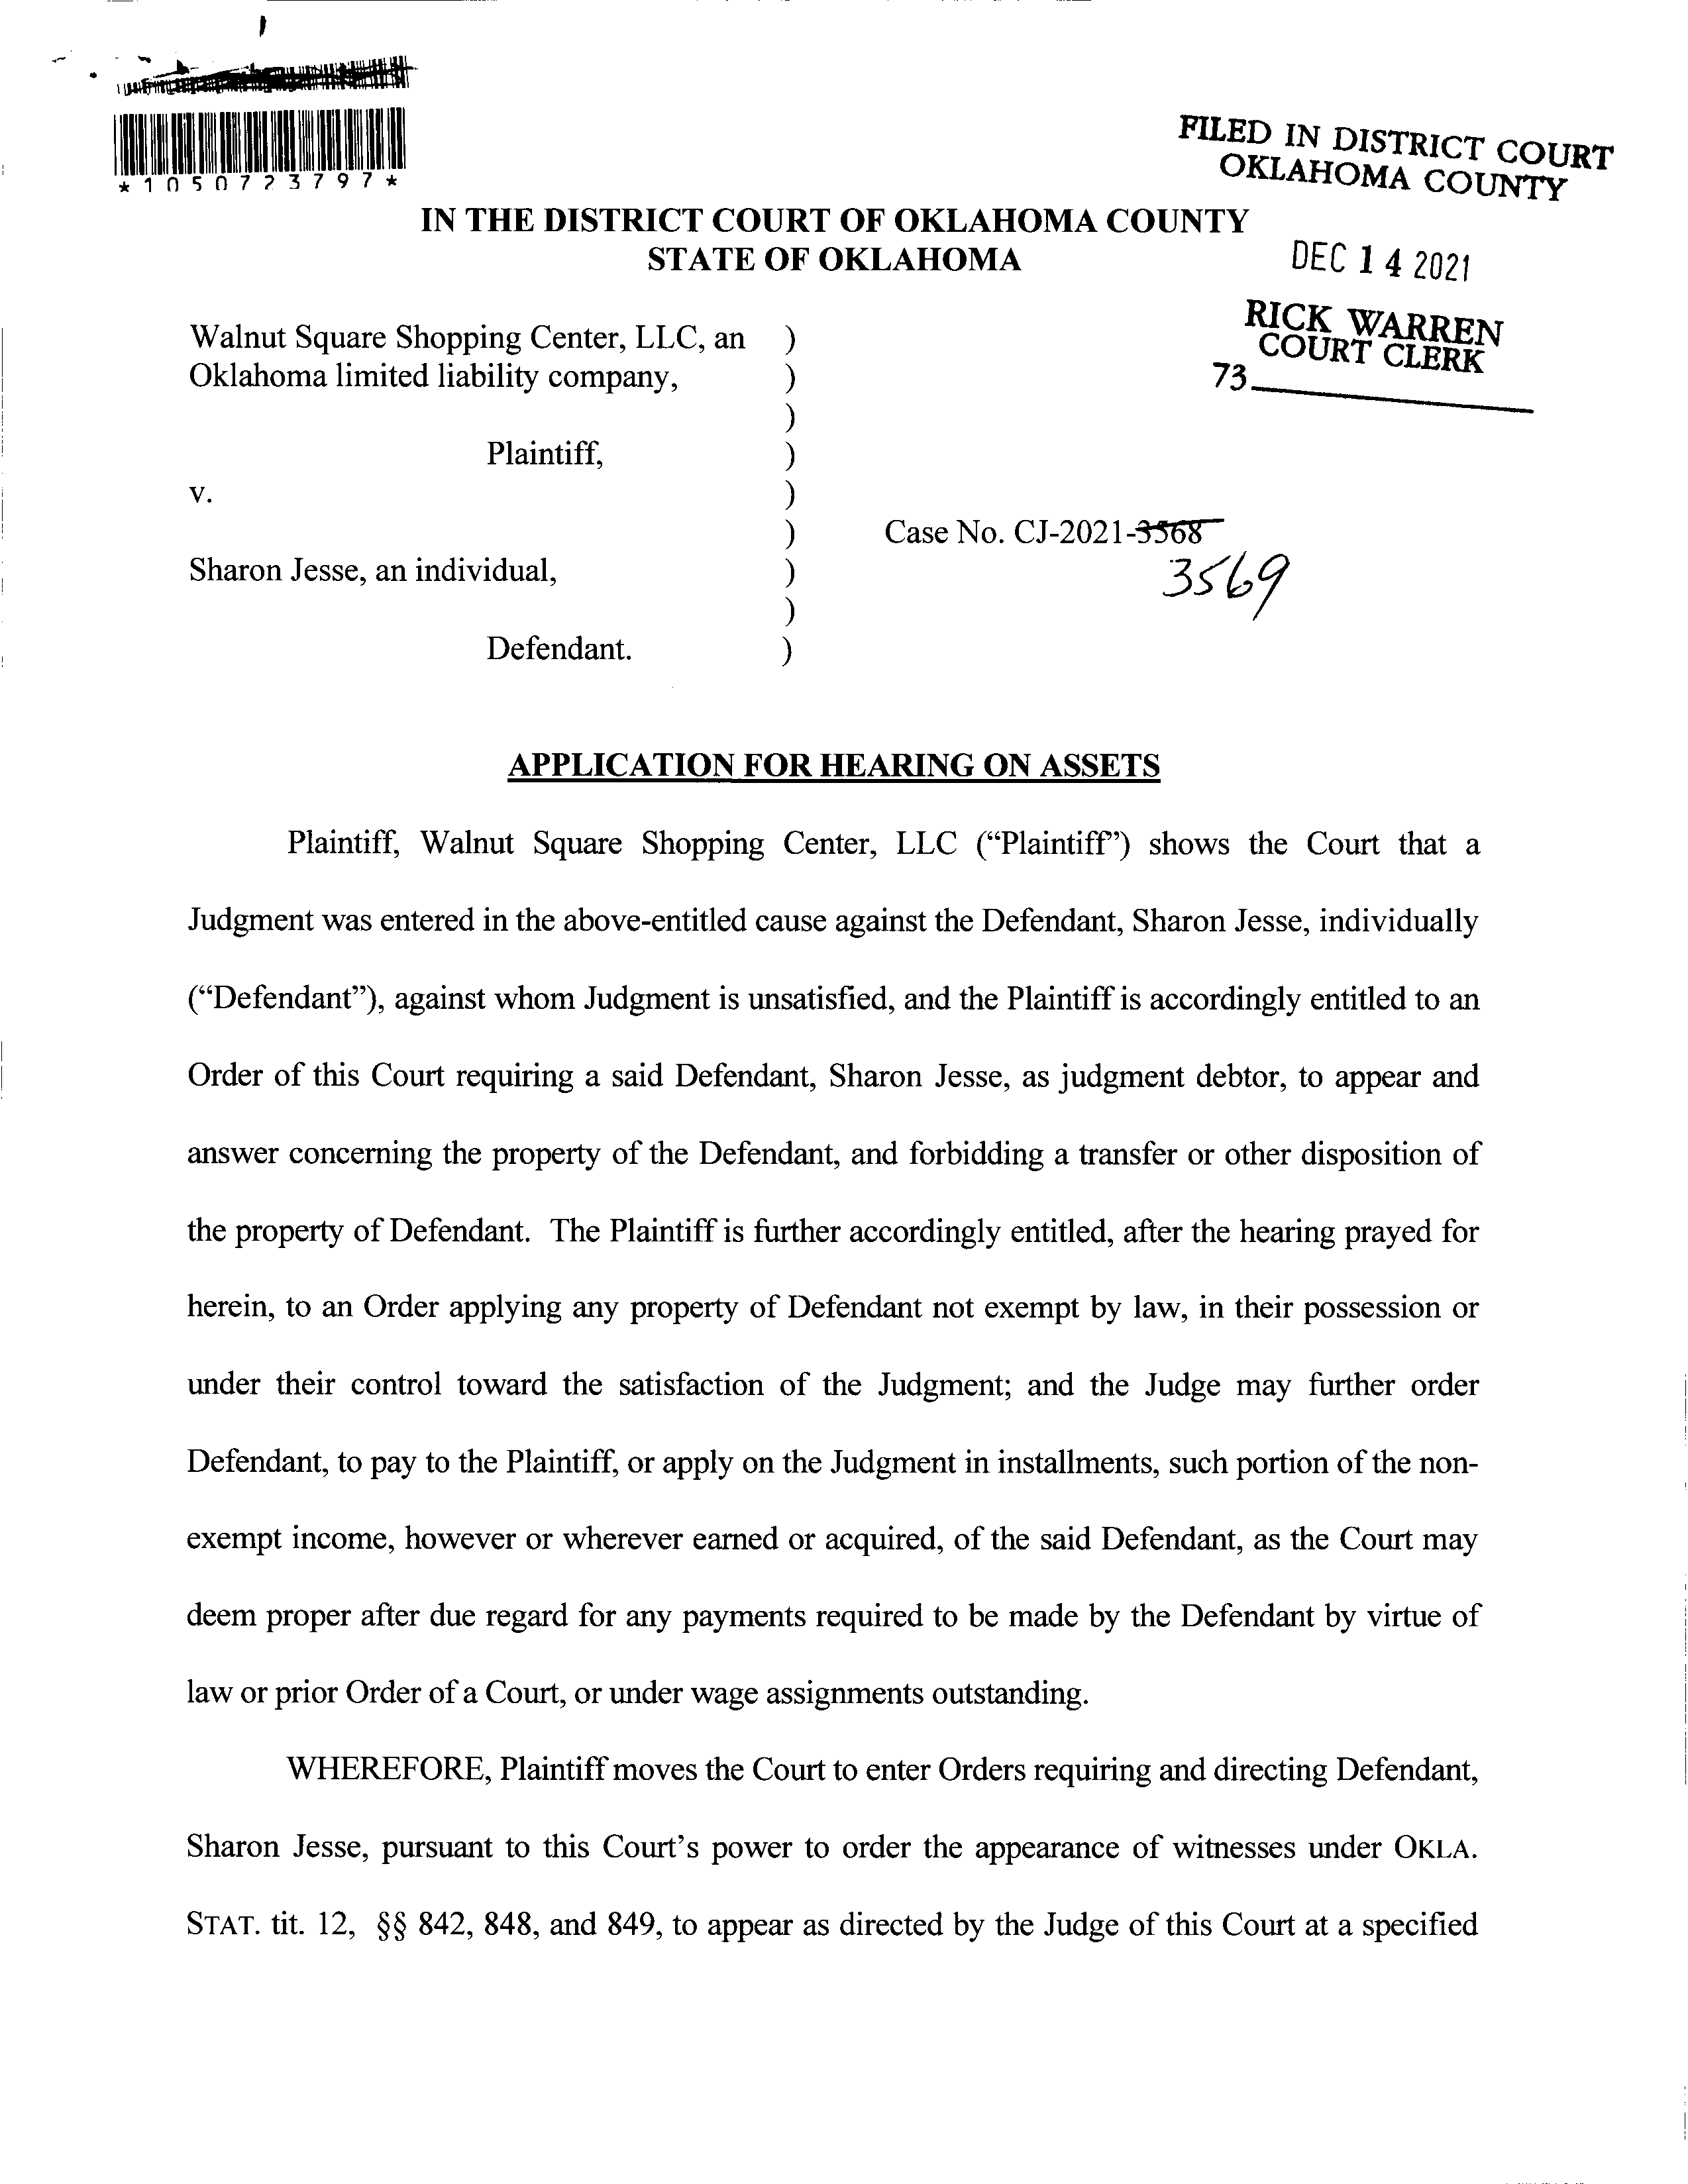 *1050723797*
FILED IN DISTRICT COURT
OKLAHOMA COUNTY
IN THE DISTRICT COURT OF OKLAHOMA COUNTY
STATE OF OKLAHOMA
DEC 14 2021
RICK WARREN
COURT CLERK
73
Walnut Square Shopping Center, LLC, an )
Oklahoma limited liability company, )
)
Plaintiff, )
v. )
) Case No. CJ-2021-3568
Sharon Jesse, an individual, ) 3569
)
Defendant. )
APPLICATION FOR HEARING ON ASSETS
Plaintiff, Walnut Square Shopping Center, LLC (“Plaintiff”) shows the Court that a
Judgment was entered in the above-entitled cause against the Defendant, Sharon Jesse, individually
(“Defendant”), against whom Judgment is unsatisfied, and the Plaintiff is accordingly entitled to an
Order of this Court requiring a said Defendant, Sharon Jesse, as judgment debtor, to appear and
answer concerning the property of the Defendant, and forbidding a transfer or other disposition of
the property of Defendant. The Plaintiff is further accordingly entitled, after the hearing prayed for
herein, to an Order applying any property of Defendant not exempt by law, in their possession or
under their control toward the satisfaction of the Judgment; and the Judge may further order
Defendant, to pay to the Plaintiff, or apply on the Judgment in installments, such portion of the non-
exempt income, however or wherever earned or acquired, of the said Defendant, as the Court may
deem proper after due regard for any payments required to be made by the Defendant by virtue of
law or prior Order of a Court, or under wage assignments outstanding.
WHEREFORE, Plaintiff moves the Court to enter Orders requiring and directing Defendant,
Sharon Jesse, pursuant to this Court’s power to order the appearance of witnesses under OKLA.
STAT. tit. 12, §§ 842, 848, and 849, to appear as directed by the Judge of this Court at a specified